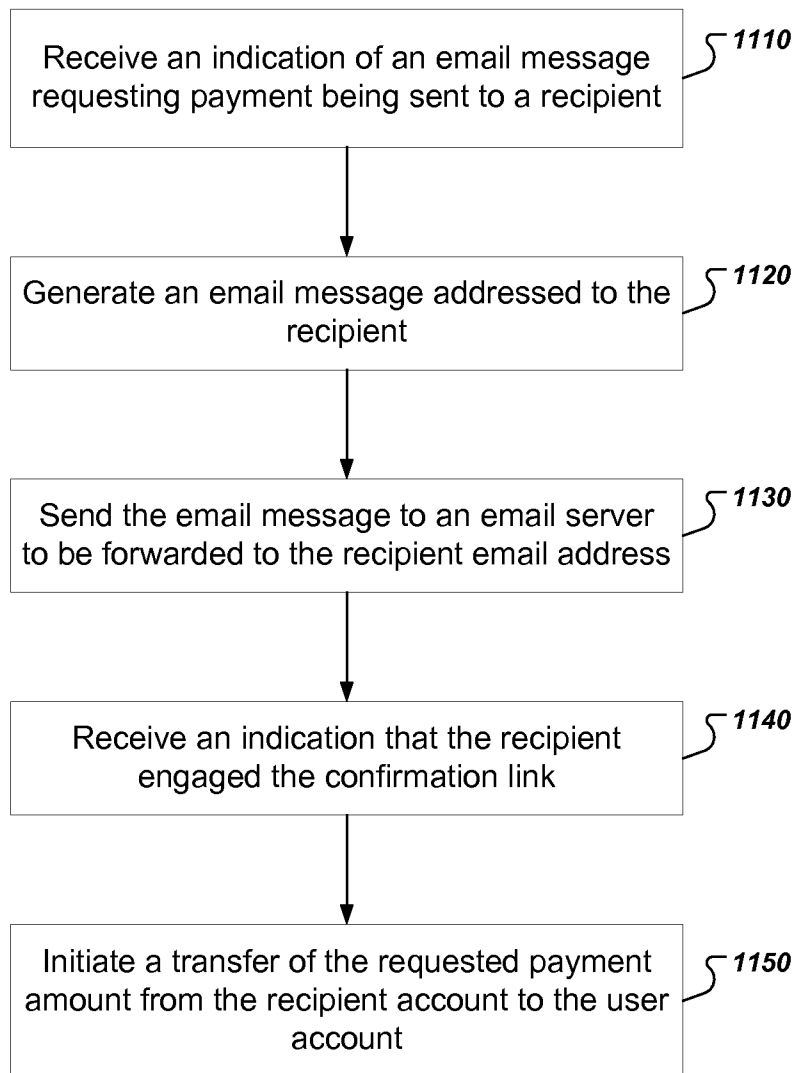 Receive an indication of an email message
requesting payment being sent to a recipient
1110
Generate an email message addressed to the
recipient
1120
Send the email message to an email server
to be forwarded to the recipient email address
1130
Receive an indication that the recipient
engaged the confirmation link
1140
Initiate a transfer of the requested payment
amount from the recipient account to the user
account
1150